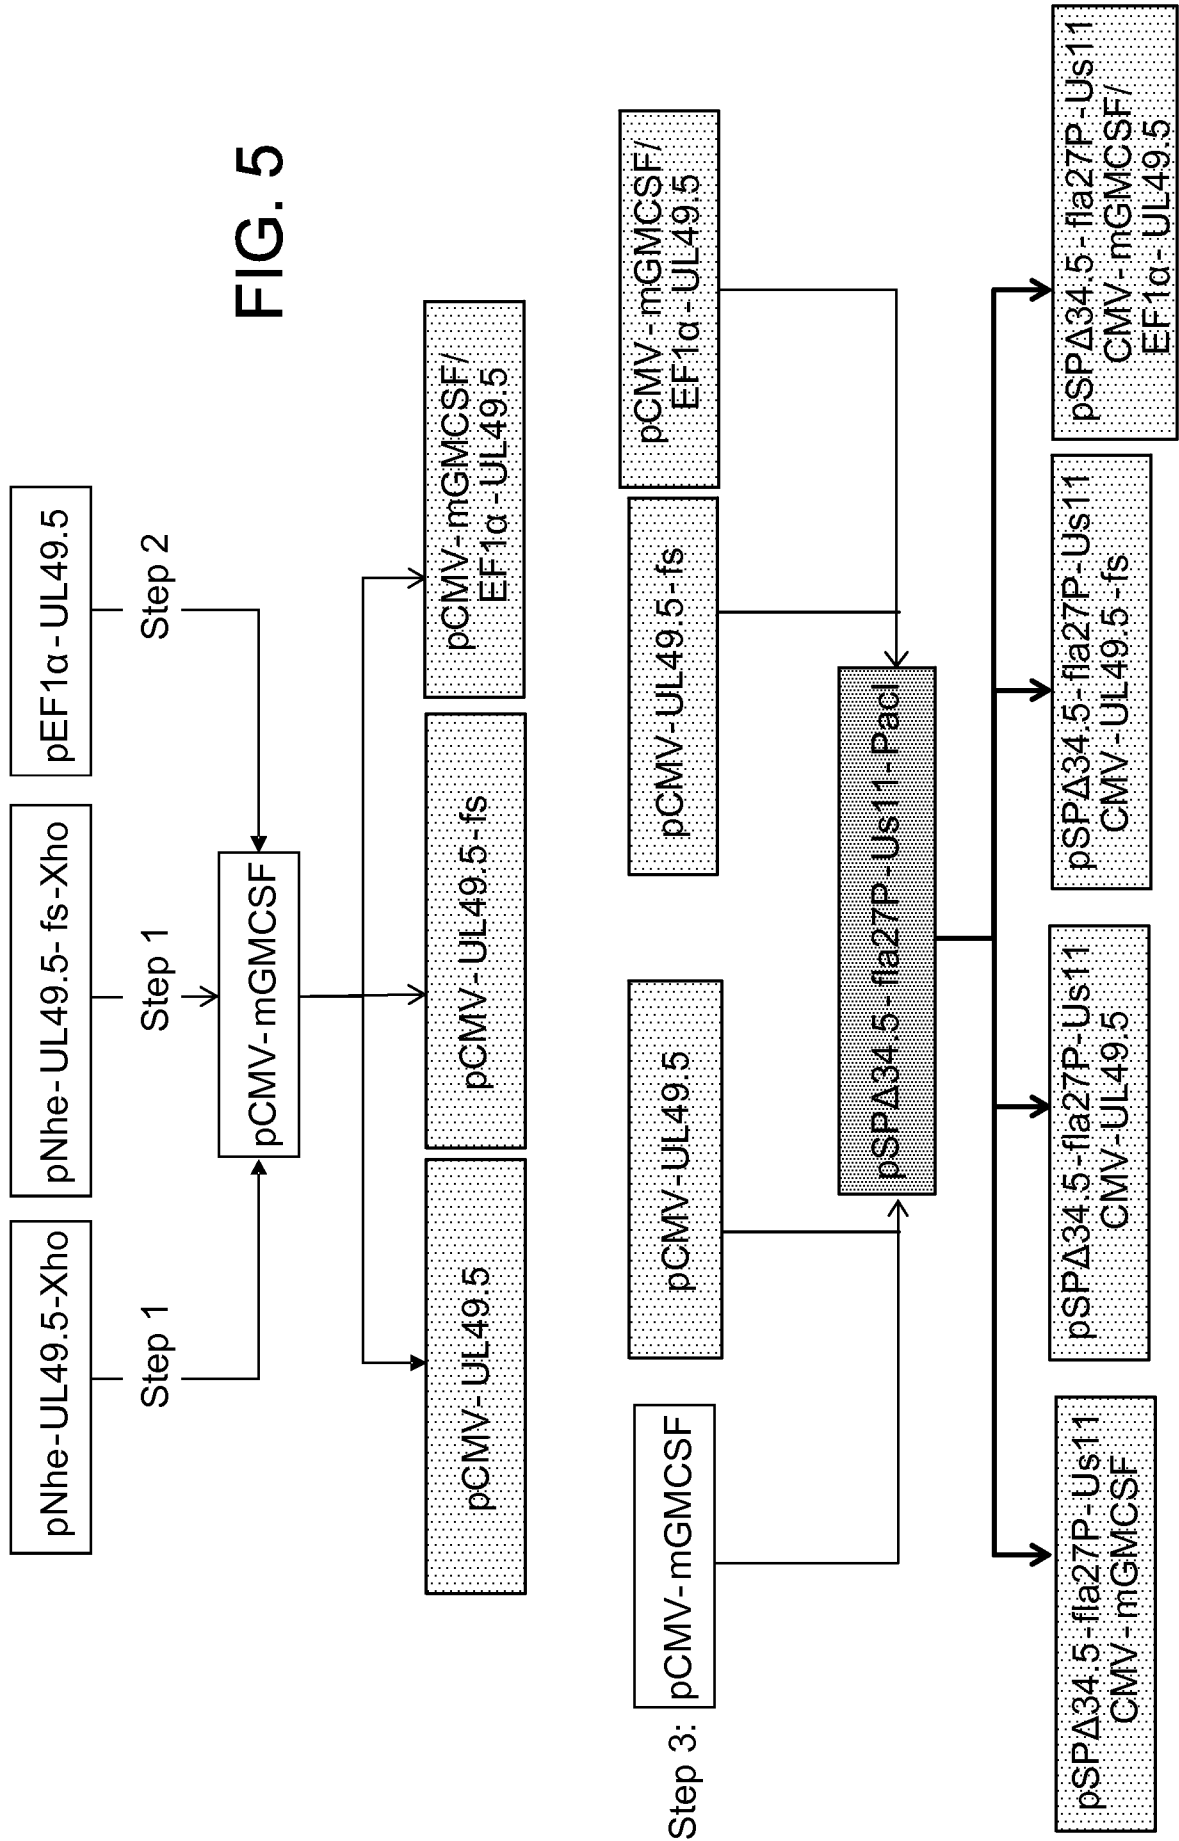 FIG. 5
pNhe-UL49.5-Xho
pNhe-UL49.5-fs-Xho
pEF1α-UL49.5
Step 1
Step 1
Step 2
pCMV-mGMCSF
pCMV-UL49.5
pCMV-UL49.5-fs
pCMV-mGMCSF/
EF1α-UL49.5
Step 3:
pCMV-mGMCSF
pCMV-UL49.5
pCMV-UL49.5-fs
pCMV-mGMCSF/
EF1α-UL49.5
pSPΔ34.5-fla27P-Us11-PacI
pSPΔ34.5-fla27P-Us11
CMV-mGMCSF
pSPΔ34.5-fla27P-Us11
CMV-UL49.5
pSPΔ34.5-fla27P-Us11
CMV-UL49.5-fs
pSPΔ34.5-fla27P-Us11
CMV-mGMCSF/
EF1α-UL49.5